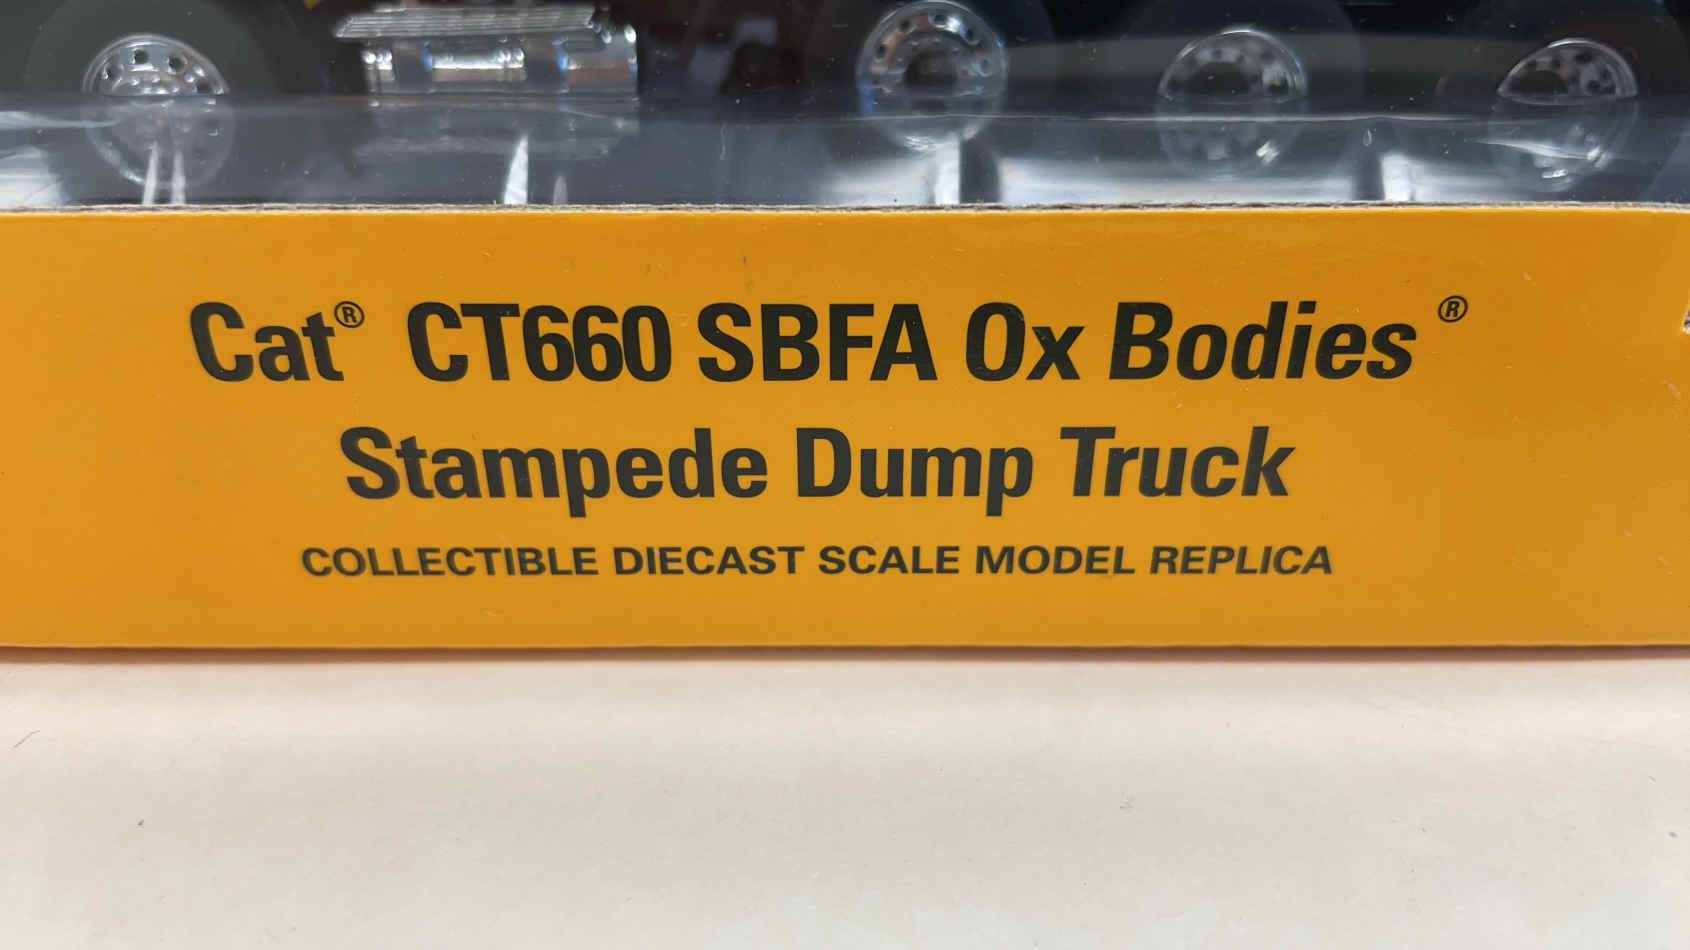 Cat® CT660 SBFA Ox Bodies®
Stampede Dump Truck
COLLECTIBLE DIECAST SCALE MODEL REPLICA